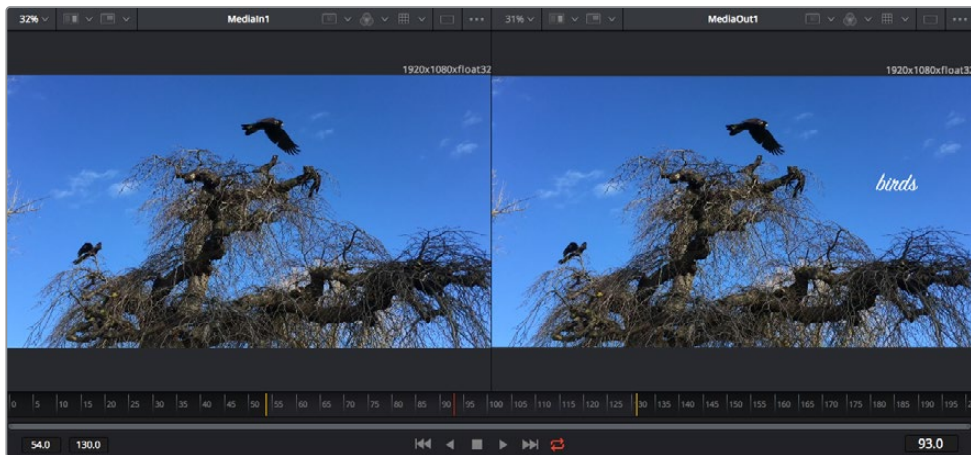 32% MediaIn1 31% MediaOut1
1920x1080xfloat32 1920x1080xfloat32
birds
0 5 10 15 20 25 30 35 40 45 50 55 60 65 70 75 80 85 90 95 100 105 110 115 120 125 130 135 140 145 150 155 160 165 170 175 180 185 190 195
54.0 130.0 93.0